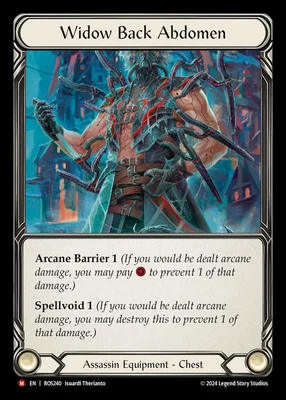 Widow Back Abdomen
Arcane Barrier 1 (If you would be dealt arcane
damage, you may pay to prevent 1 of that
damage.)
Spellvoid 1 (If you would be dealt arcane
damage, you may destroy this to prevent 1 of
that damage.)
Assassin Equipment - Chest
M EN | ROS240 Isuardi Therianto
© 2024 Legend Story Studios